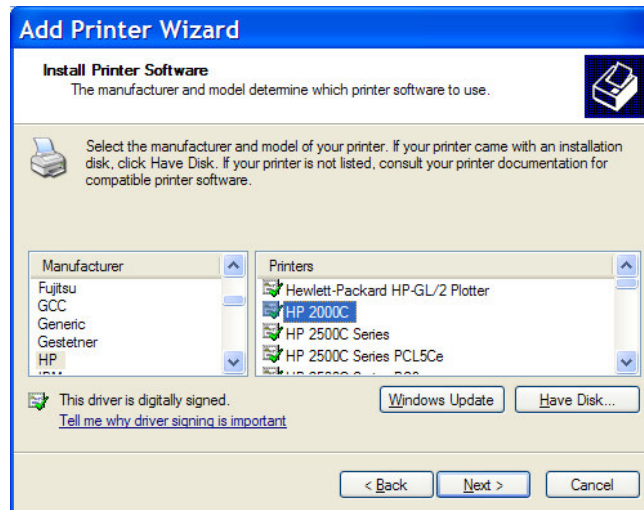 Add Printer Wizard
Install Printer Software
The manufacturer and model determine which printer software to use.
Select the manufacturer and model of your printer. If your printer came with an installation
disk, click Have Disk. If your printer is not listed, consult your printer documentation for
compatible printer software.
Manufacturer
Fujitsu
GCC
Generic
Gestetner
HP
Printers
Hewlett-Packard HP-GL/2 Plotter
HP 2000C
HP 2500C Series
HP 2500C Series PCL5Ce
This driver is digitally signed.
Tell me why driver signing is important
Windows Update
Have Disk...
< Back
Next >
Cancel